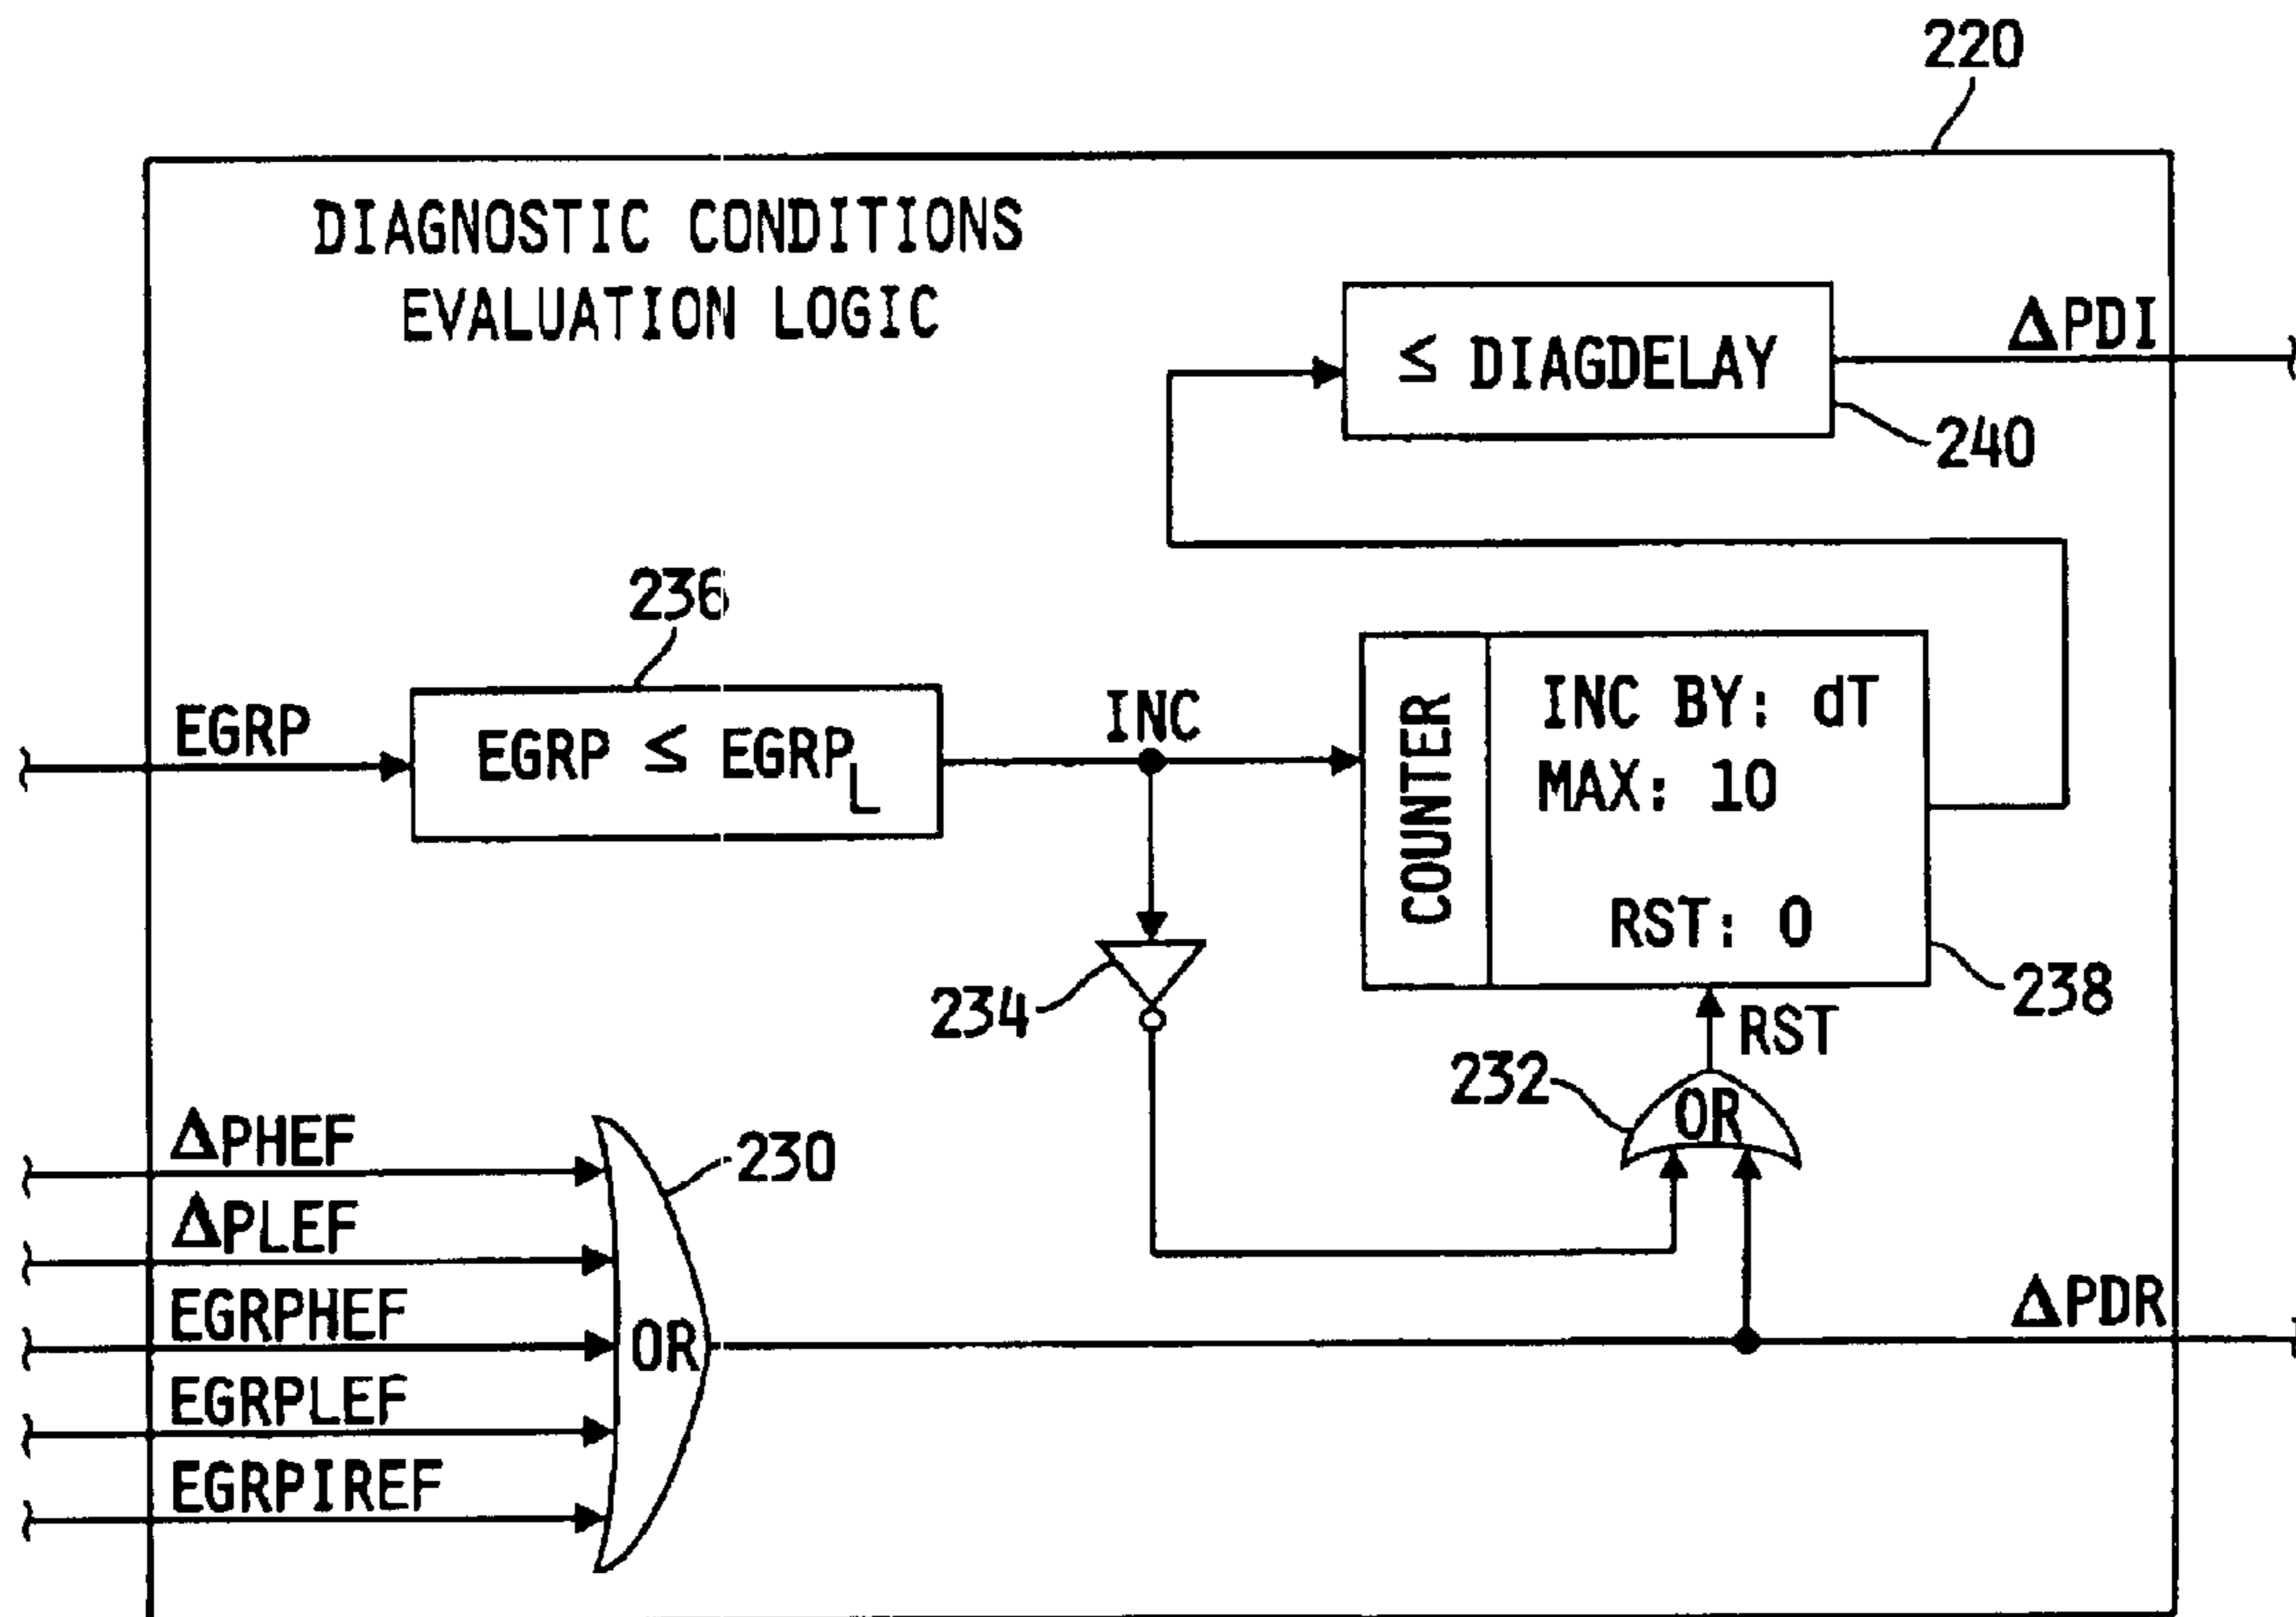 220
DIAGNOSTIC CONDITIONS
EVALUATION LOGIC
≤ DIAGDELAY
ΔPDI
240
236
EGRP
EGRP ≤ EGRPL
INC
COUNTER
INC BY: dT
MAX: 10
RST: 0
234
238
RST
232
OR
ΔPHEF
230
ΔPLEF
EGRPHEF
OR
ΔPDR
EGRPLEF
EGRPIREF